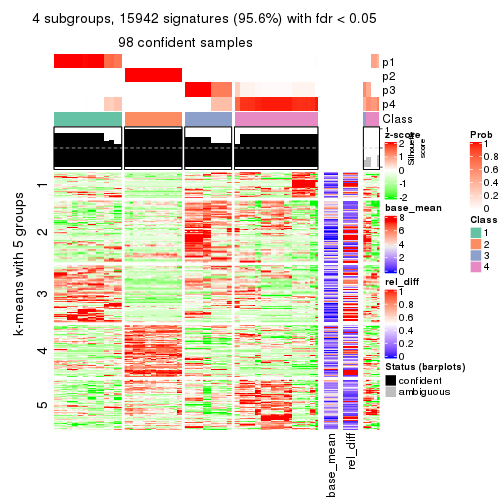 4 subgroups, 15942 signatures (95.6%) with fdr < 0.05
98 confident samples
p1
p2
p3
p4
Class
1
Silhouette score
k-means with 5 groups
1
2
3
4
5
base_mean
rel_diff
z-score
2
1
0
-1
-2
base_mean
8
6
4
2
0
rel_diff
1
0.8
0.6
0.4
0.2
0
Status (barplots)
confident
ambiguous
Prob
1
0.8
0.6
0.4
0.2
0
Class
1
2
3
4